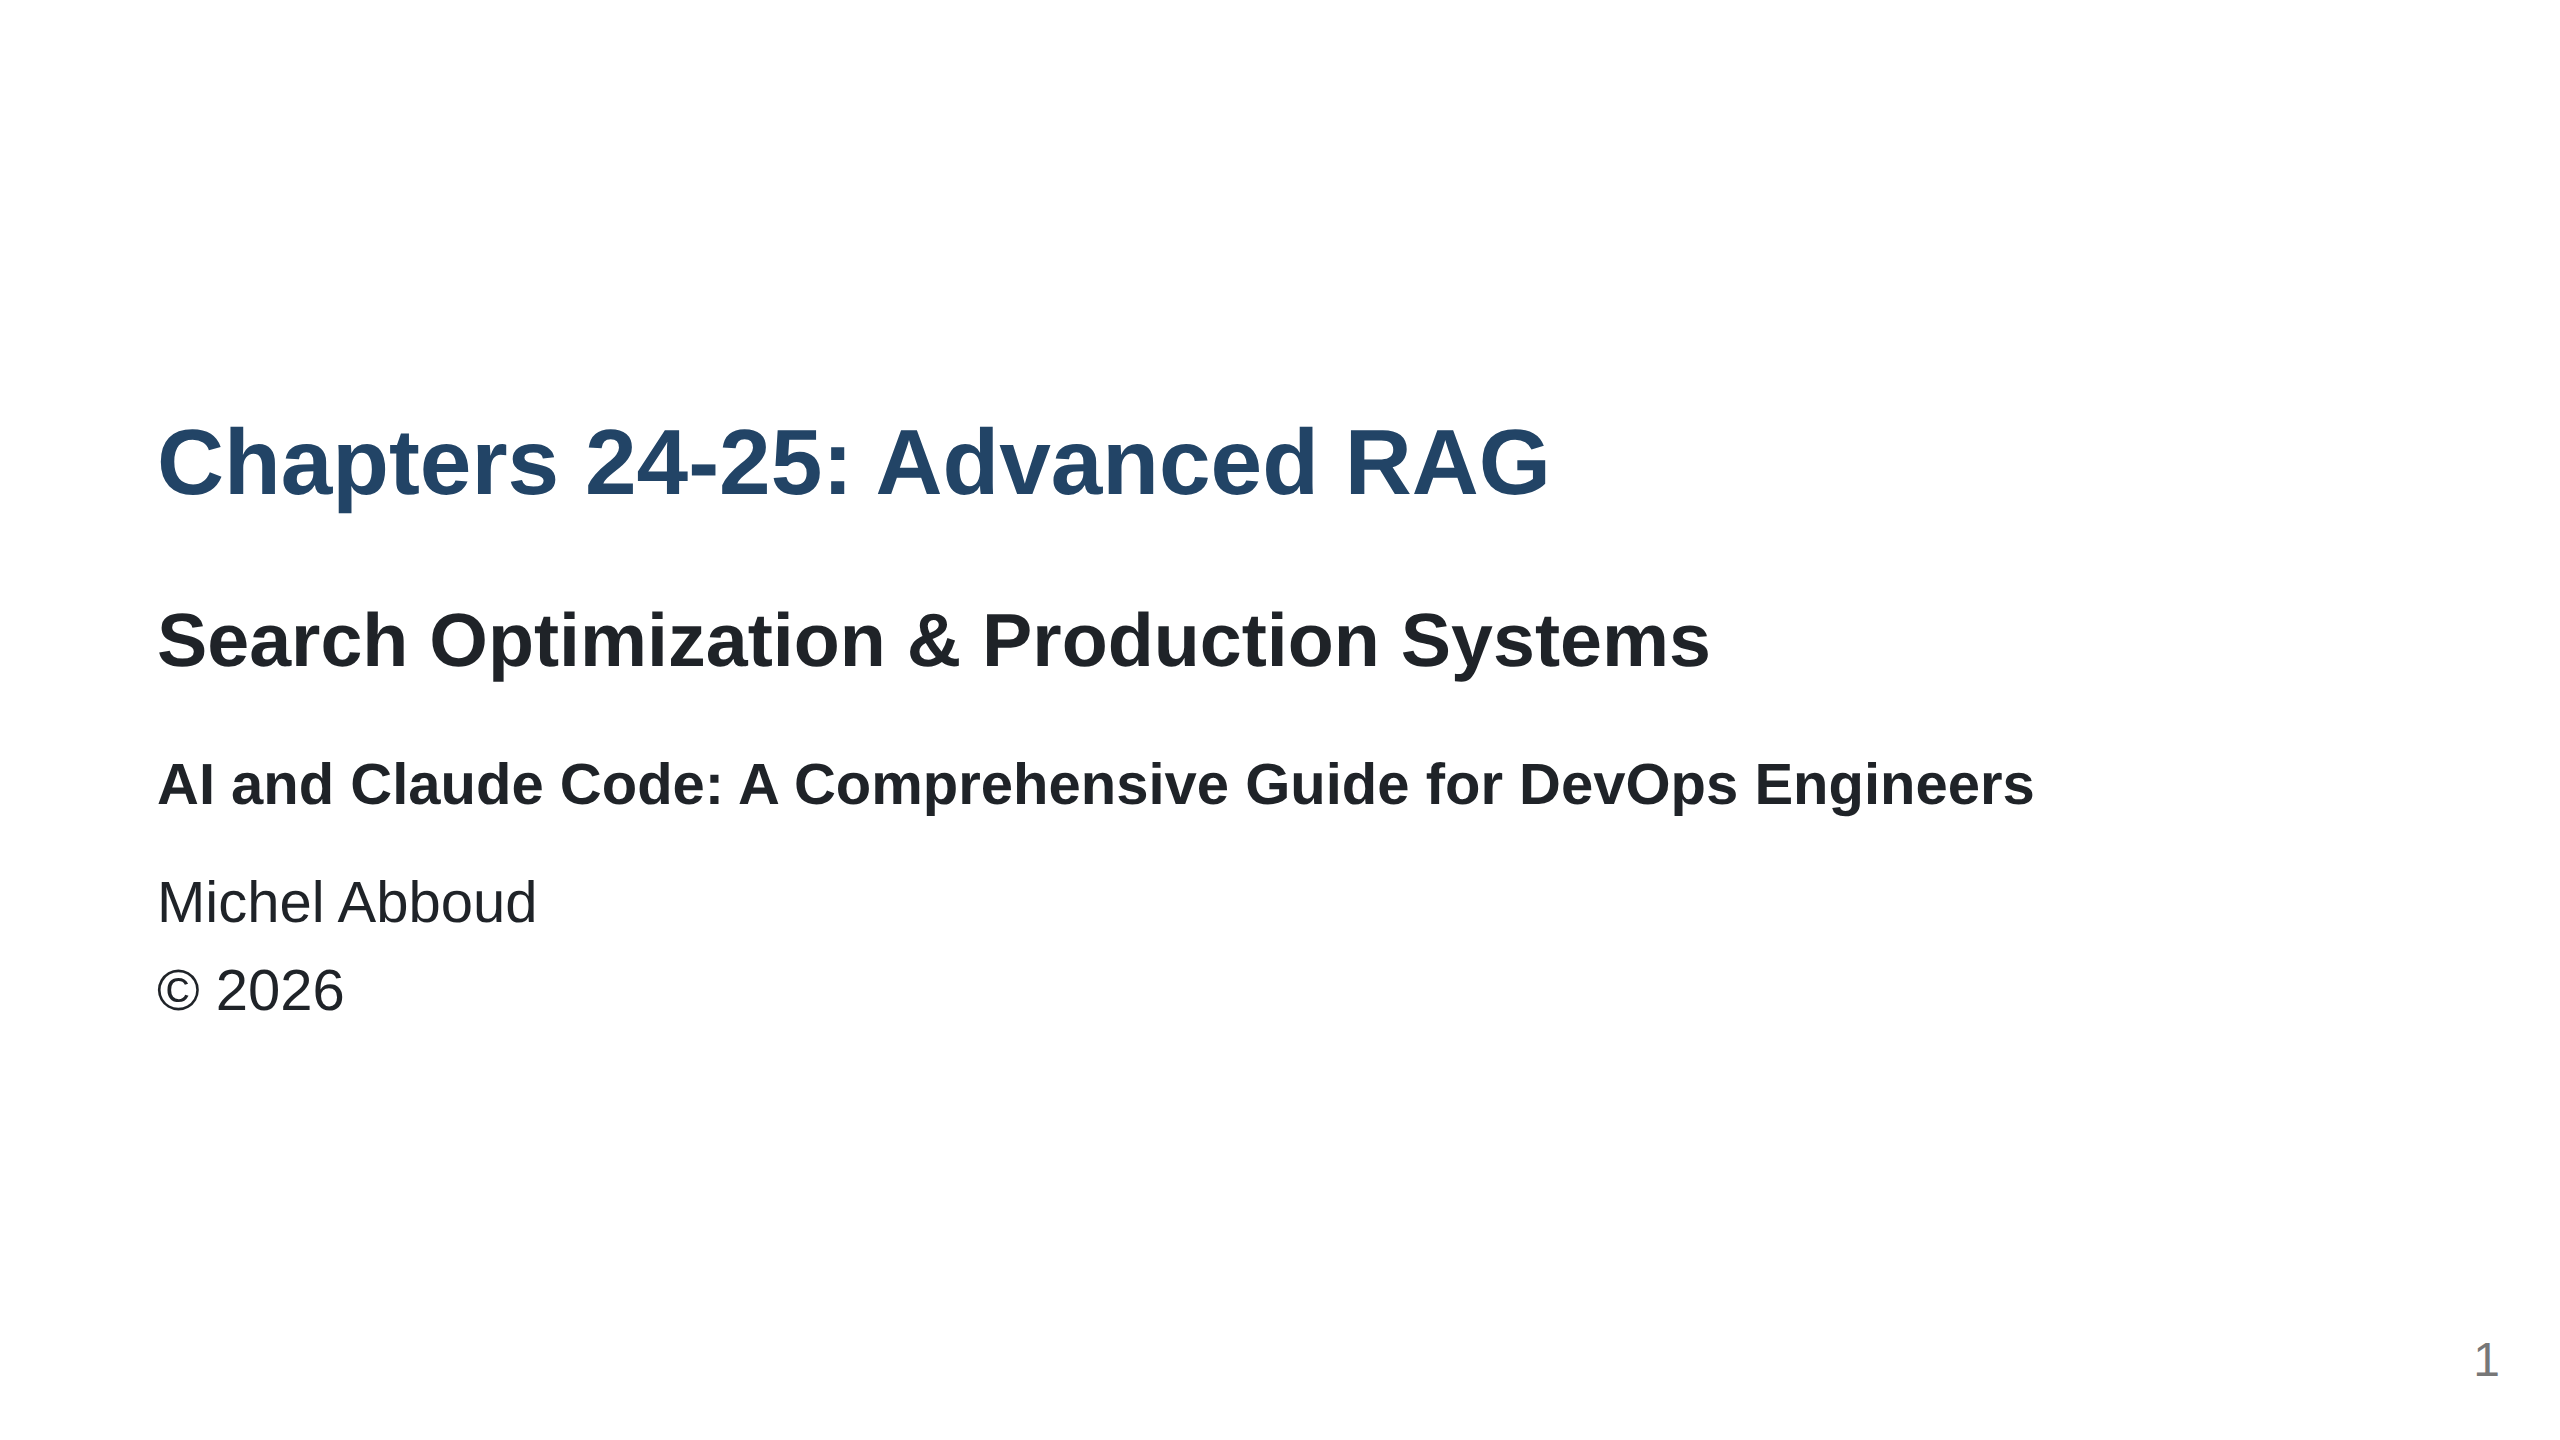 Chapters 24-25: Advanced RAG
Search Optimization & Production Systems
AI and Claude Code: A Comprehensive Guide for DevOps Engineers
Michel Abboud
© 2026
1